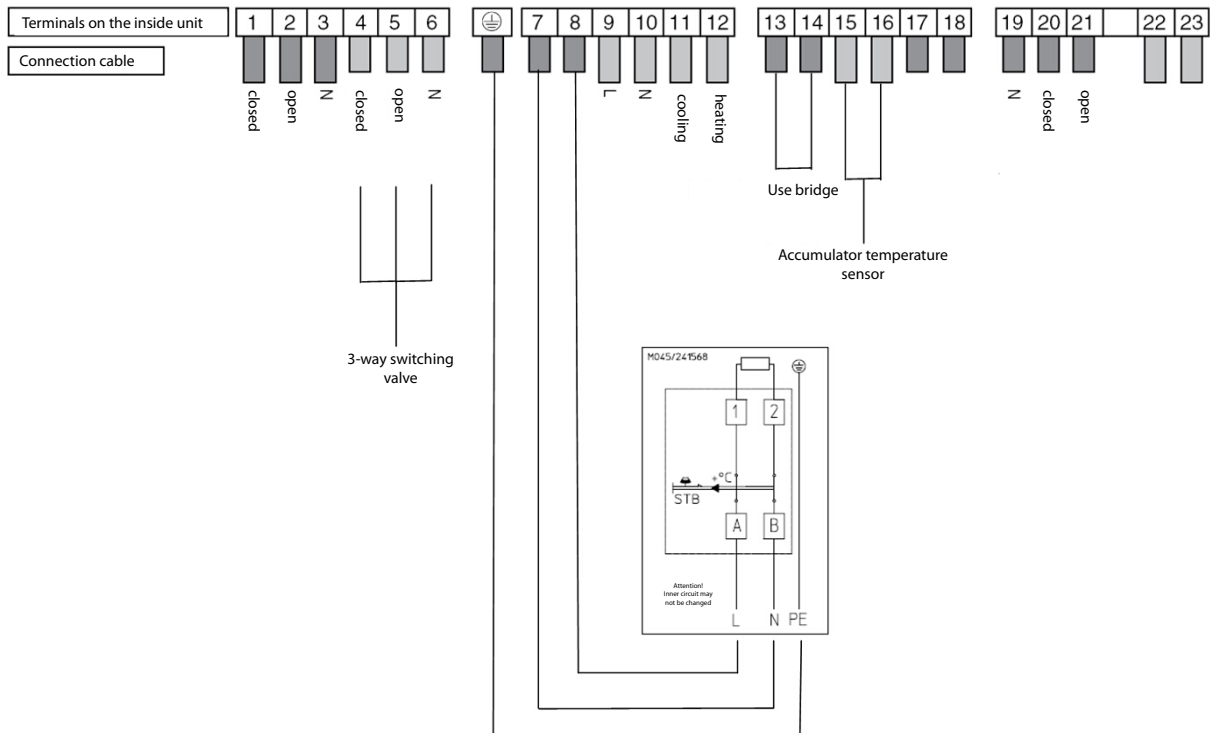 Terminals on the inside unit
1 2 3 4 5 6 7 8 9 10 11 12 13 14 15 16 17 18 19 20 21 22 23
Connection cable
closed open N closed open N L N cooling heating N closed open
Use bridge
Accumulator temperature
sensor
3-way switching
valve
M045/241568
1 2
+°C
STB
A B
Attention!
Inner circuit may
not be changed
L N PE